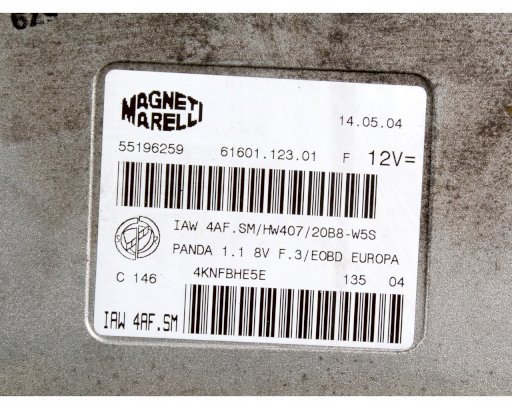 MAGNETI
MARELLI
14.05.04
55196259 61601.123.01 F 12V=
IAW 4AF.SM/HW407/20B8-W5S
PANDA 1.1 8V F.3/EOBD EUROPA
C 146 4KNFBHE5E 135 04
IAW 4AF.SM